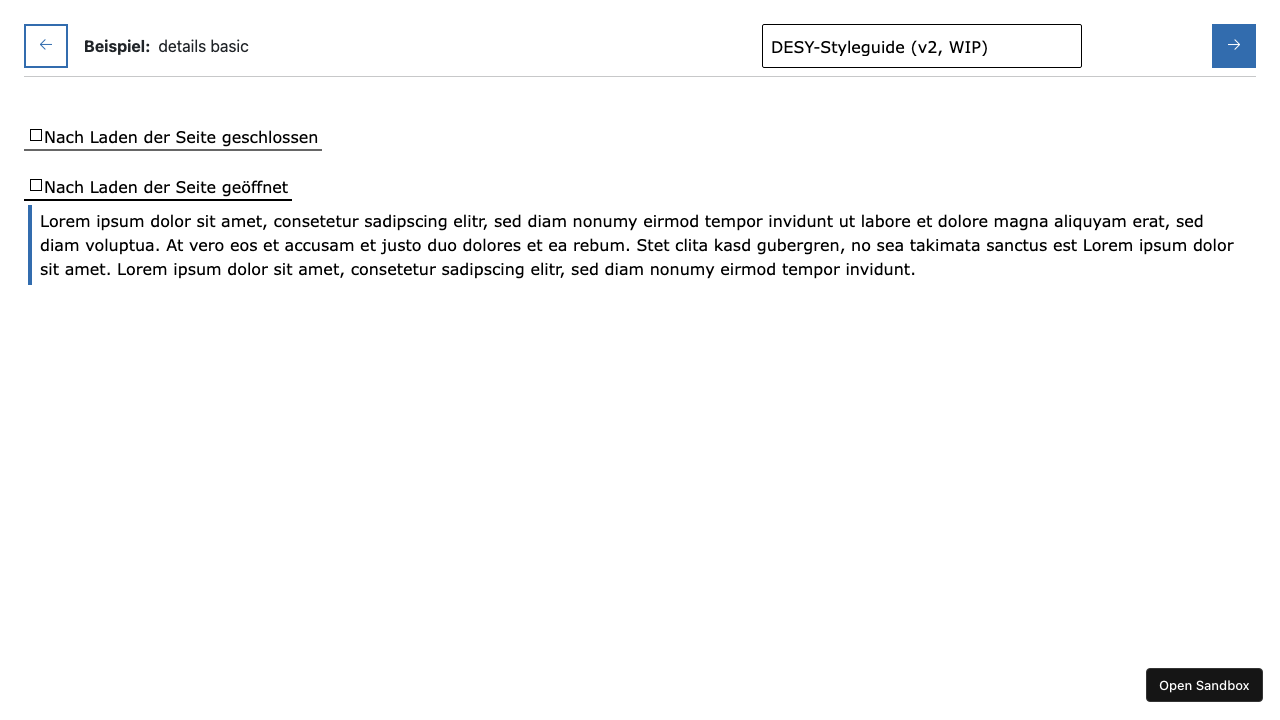 Beispiel: details basic
DESY-Styleguide (v2, WIP)
Nach Laden der Seite geschlossen
Nach Laden der Seite geöffnet
Lorem ipsum dolor sit amet, consetetur sadipscing elitr, sed diam nonumy eirmod tempor invidunt ut labore et dolore magna aliquyam erat, sed
diam voluptua. At vero eos et accusam et justo duo dolores et ea rebum. Stet clita kasd gubergren, no sea takimata sanctus est Lorem ipsum dolor
sit amet. Lorem ipsum dolor sit amet, consetetur sadipscing elitr, sed diam nonumy eirmod tempor invidunt.
Open Sandbox